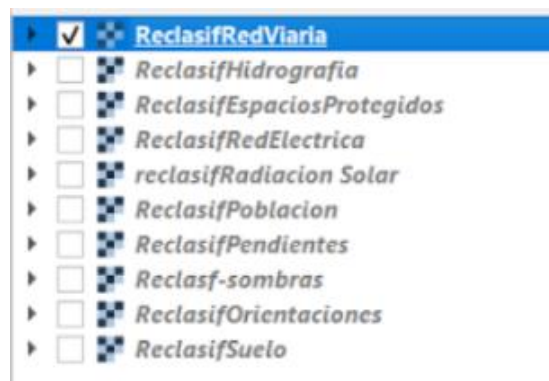 ReclasifRedViaria
ReclasifHidrografia
ReclasifEspaciosProtegidos
ReclasifRedElectrica
reclasifRadiacion Solar
ReclasifPoblacion
ReclasifPendientes
Reclasf-sombras
ReclasifOrientaciones
ReclasifSuelo